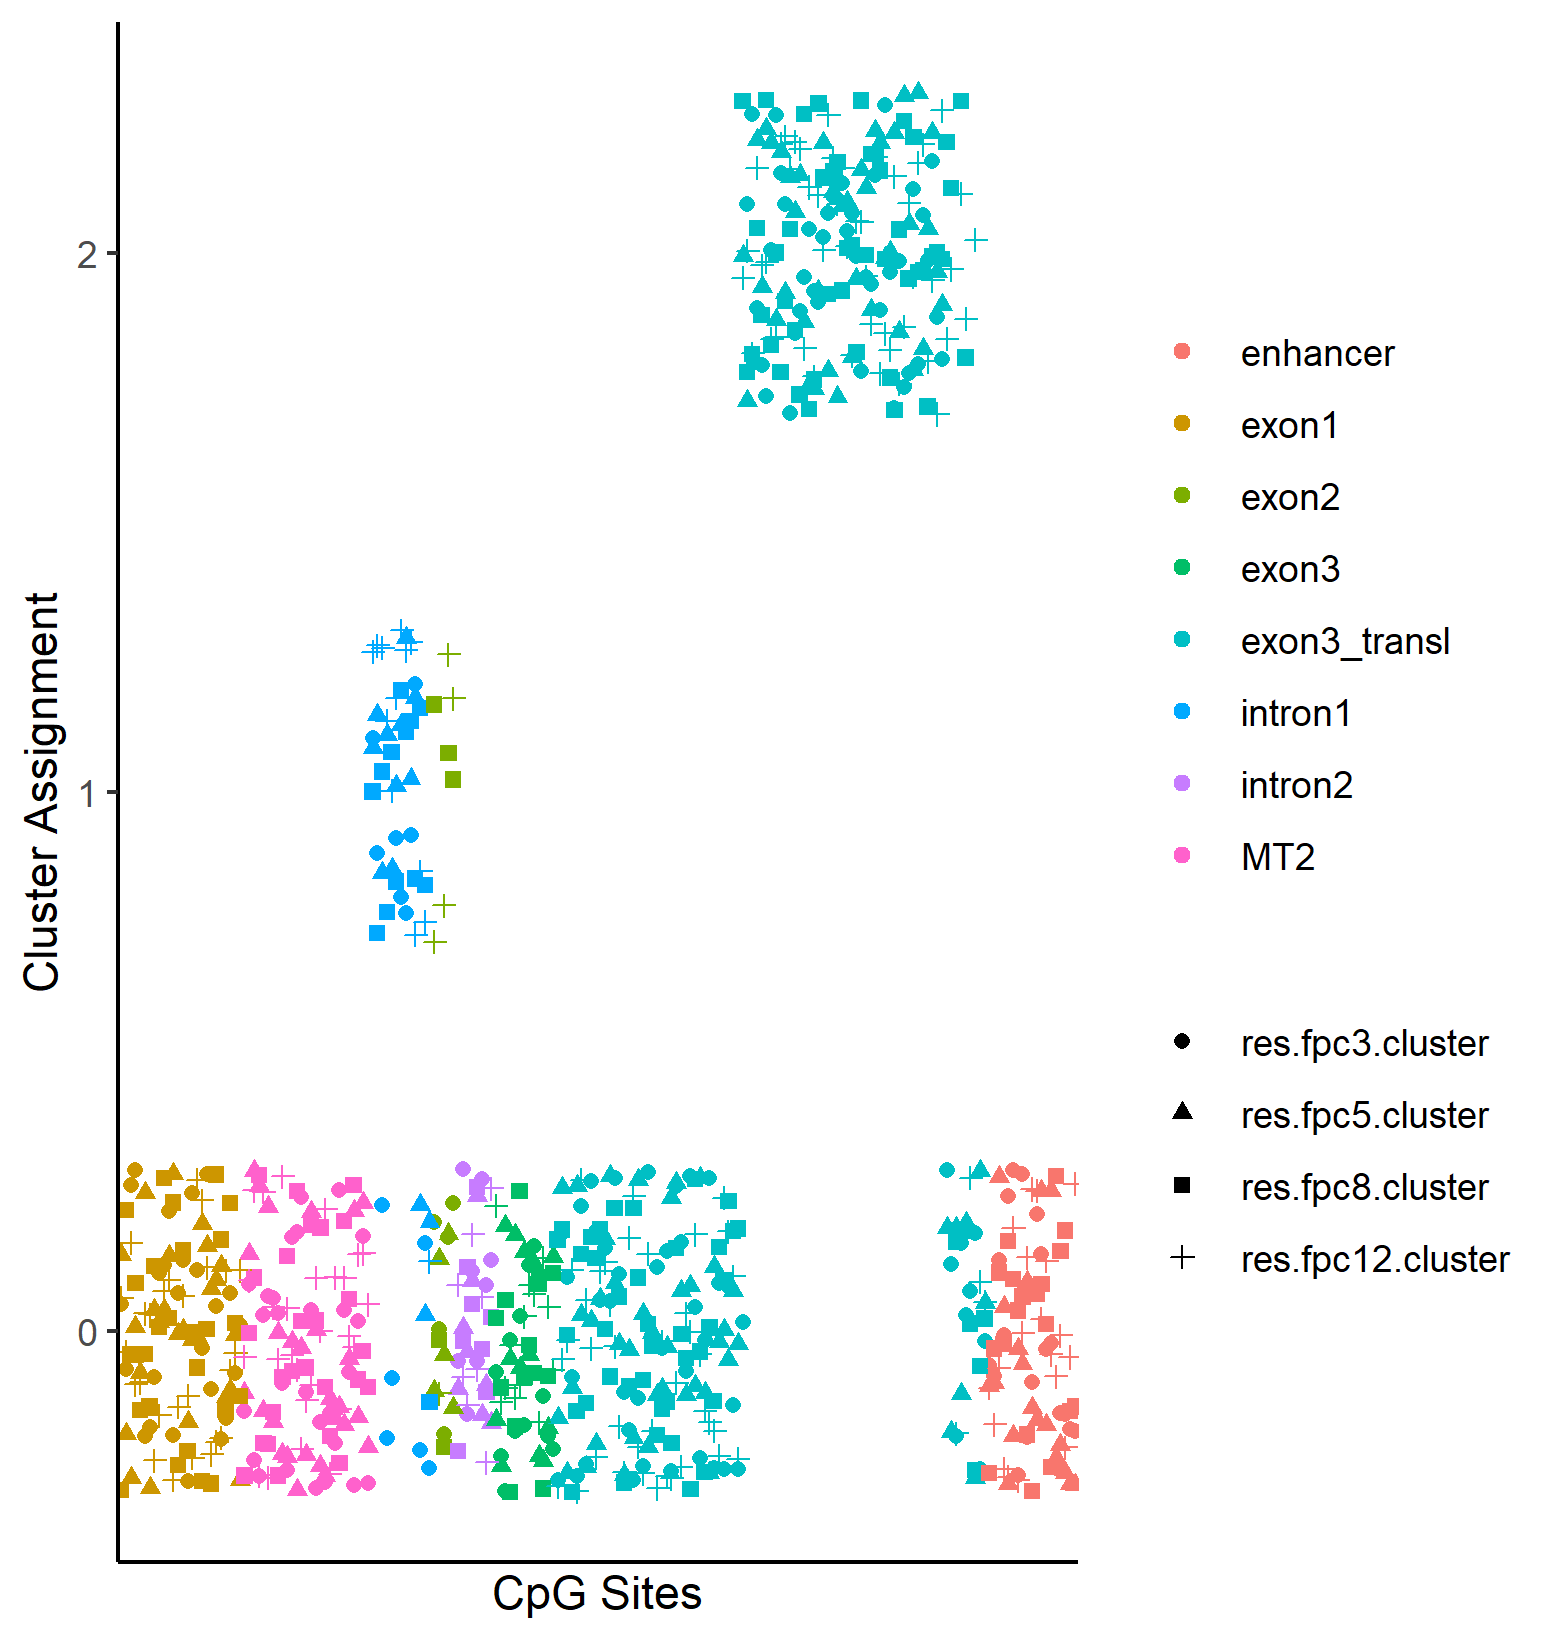 Cluster Assignment
2
1
0
CpG Sites
enhancer
exon1
exon2
exon3
exon3_transl
intron1
intron2
MT2
res.fpc3.cluster
res.fpc5.cluster
res.fpc8.cluster
res.fpc12.cluster